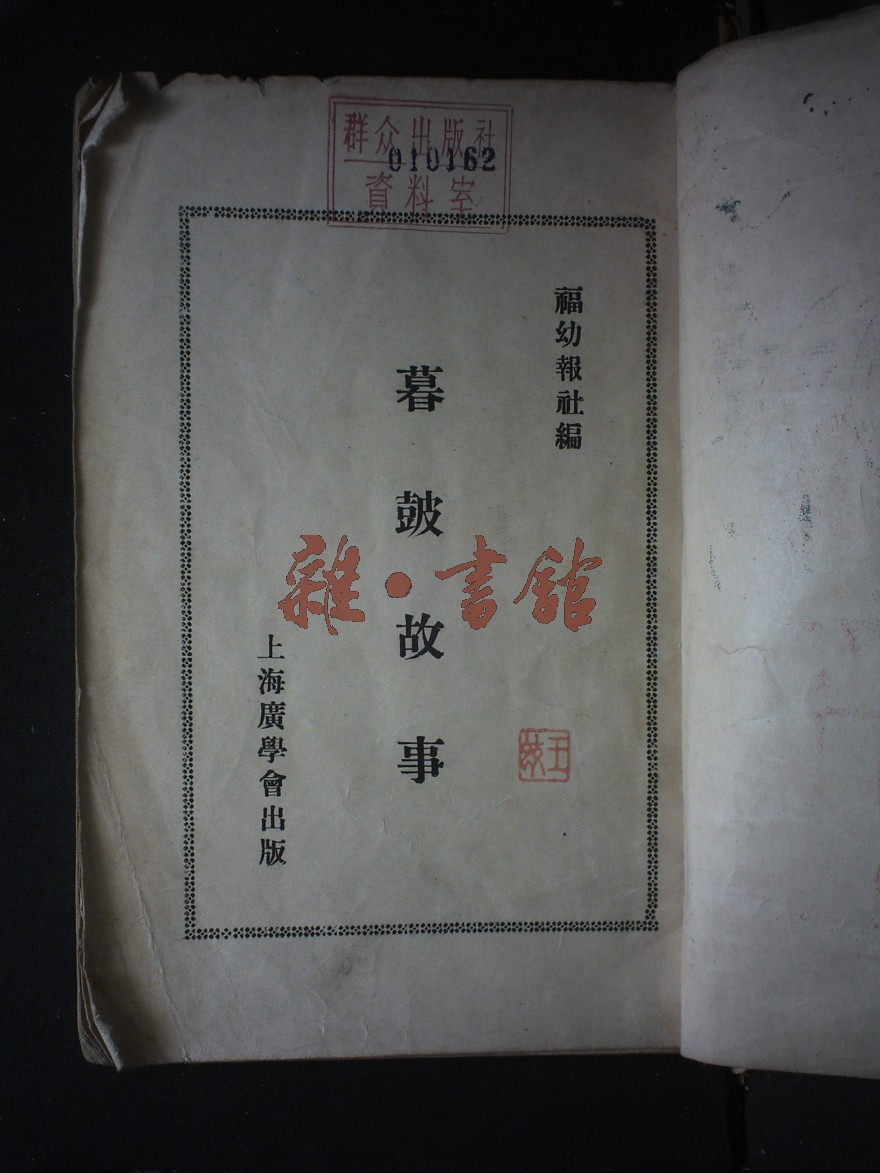 群众出版社
010162
資料室
福幼報社編
暮皷故事
上海廣學會出版
雜·書館